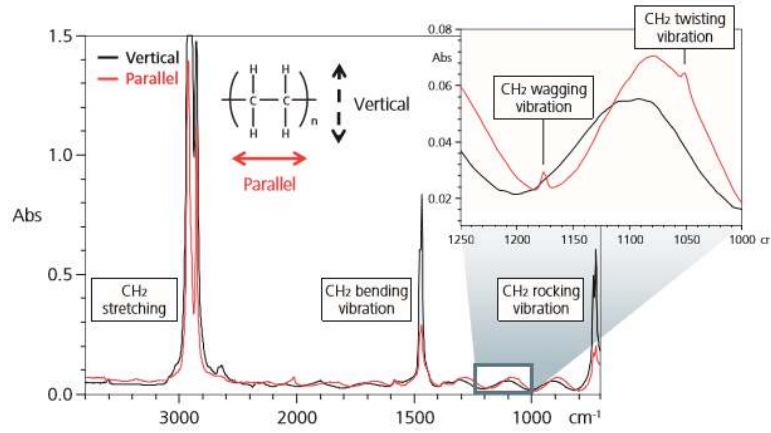 1.5
1.0
0.5
0.0
Abs
3000
2000
1500
1000
cm-1
Vertical
Parallel
H H
C C
H H
n
Vertical
Parallel
CH2
stretching
CH2 bending
vibration
CH2 rocking
vibration
0.08
Abs
0.06
0.04
0.02
1250
1200
1150
1100
1050
1000
cm
CH2 wagging
vibration
CH2 twisting
vibration